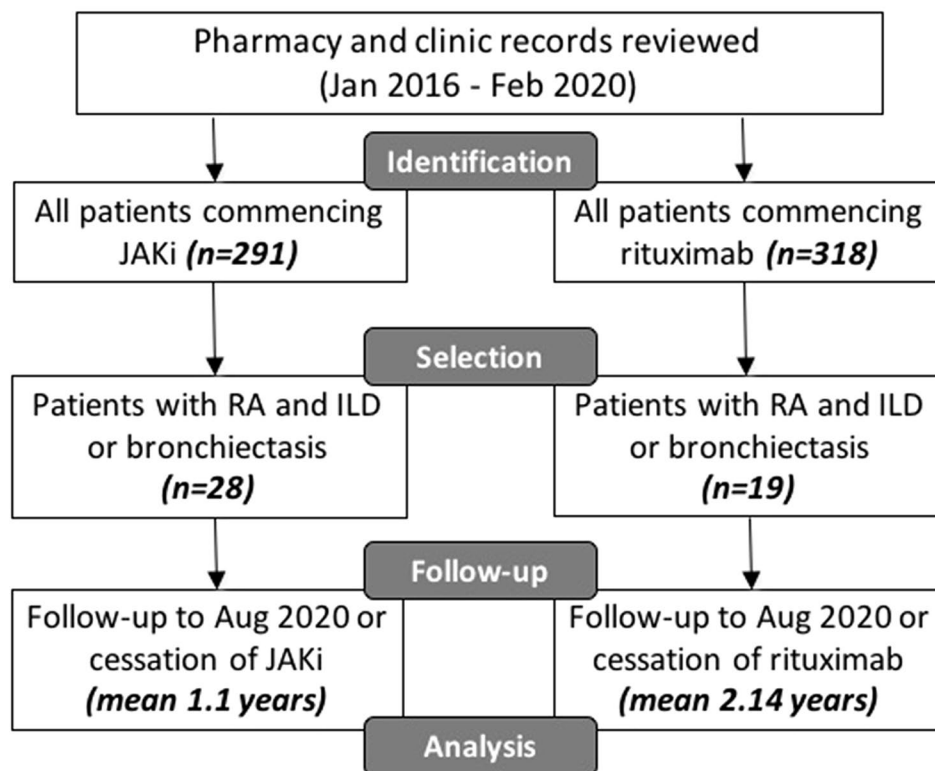 Pharmacy and clinic records reviewed
(Jan 2016 - Feb 2020)
Identification
All patients commencing
JAKi (n=291)
All patients commencing
rituximab (n=318)
Selection
Patients with RA and ILD
or bronchiectasis
(n=28)
Patients with RA and ILD
or bronchiectasis
(n=19)
Follow-up
Follow-up to Aug 2020 or
cessation of JAKi
(mean 1.1 years)
Follow-up to Aug 2020 or
cessation of rituximab
(mean 2.14 years)
Analysis